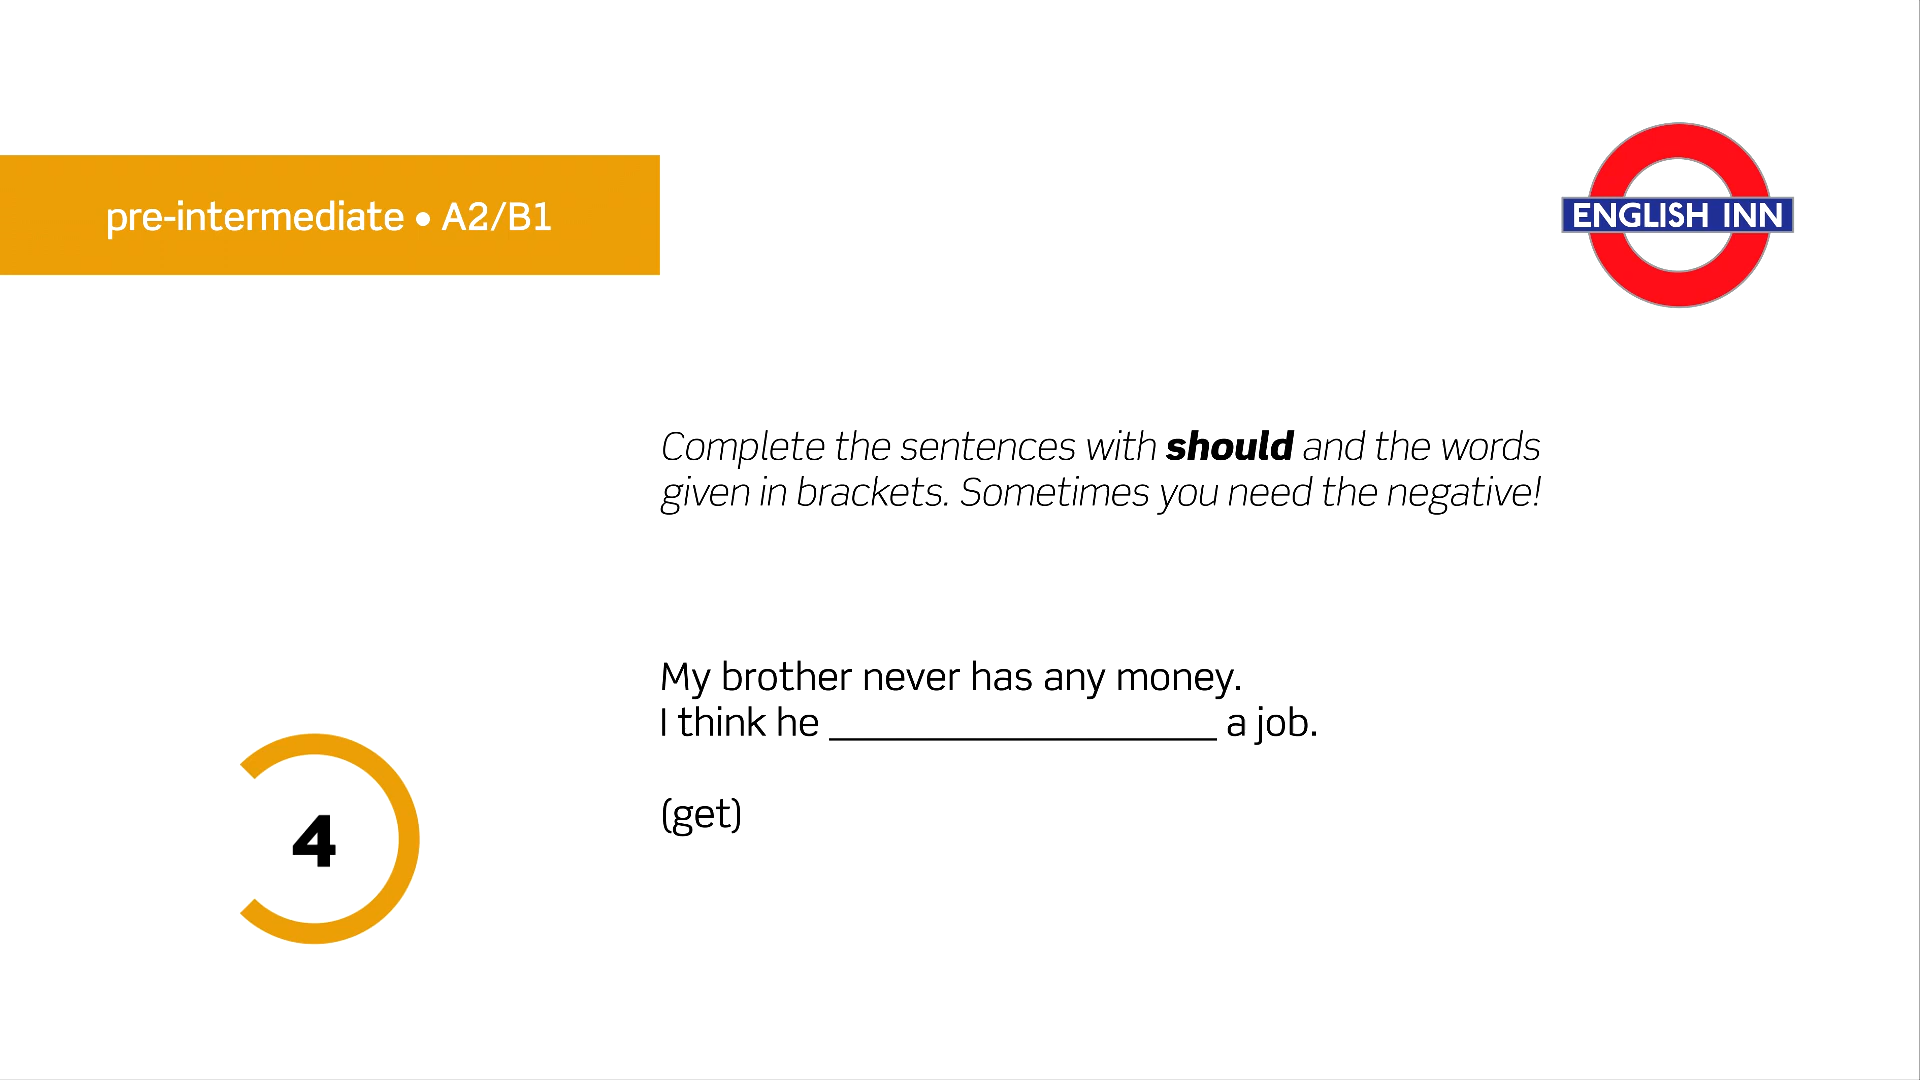 pre-intermediate • A2/B1
ENGLISH INN
Complete the sentences with should and the words
given in brackets. Sometimes you need the negative!
My brother never has any money.
I think he ___________________ a job.
(get)
4